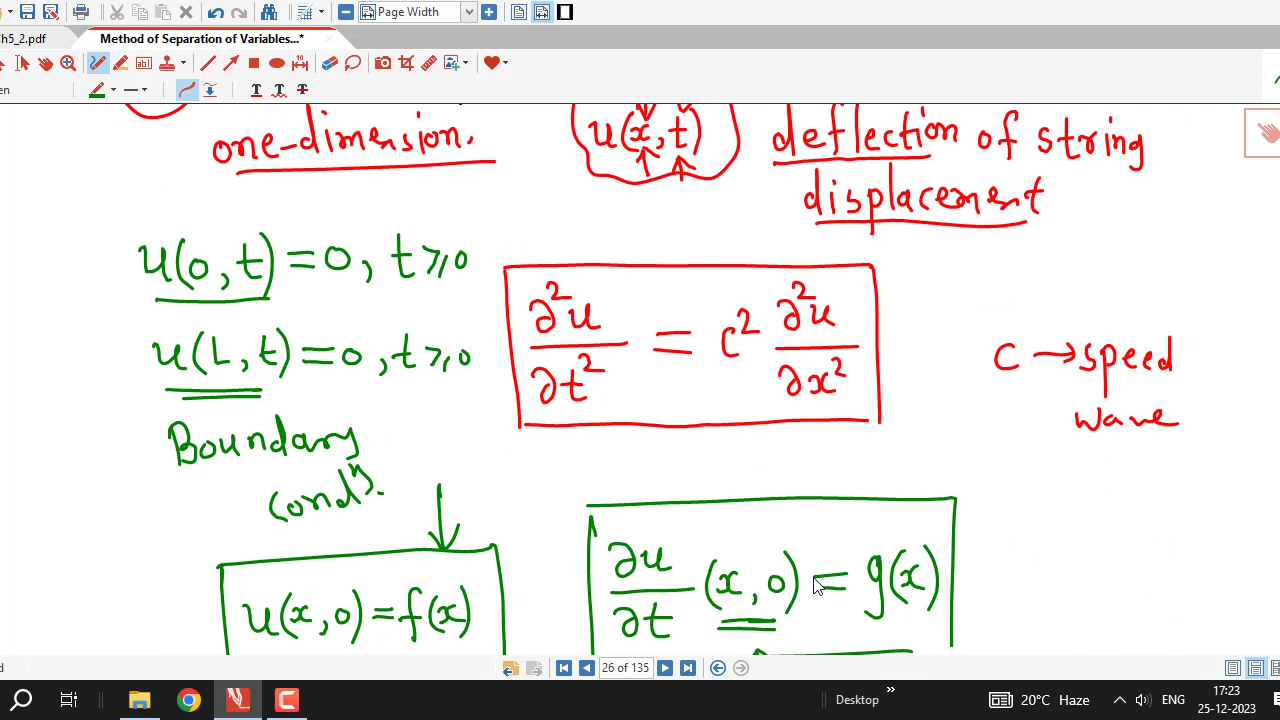 Page Width
Ch5_2.pdf
Method of Separation of Variables...*
T T T
one-dimension.
u(x,t)
deflection of string
displacement
u(0,t)=0, t⩾0
∂²u/∂t² = c² ∂²u/∂x²
u(L,t)=0, t⩾0
c → speed
wave
Boundary
condⁿ.
u(x,0)=f(x)
∂u/∂t (x,0) = g(x)
26 of 135
Desktop
»
20°C Haze
ENG
17:23
25-12-2023